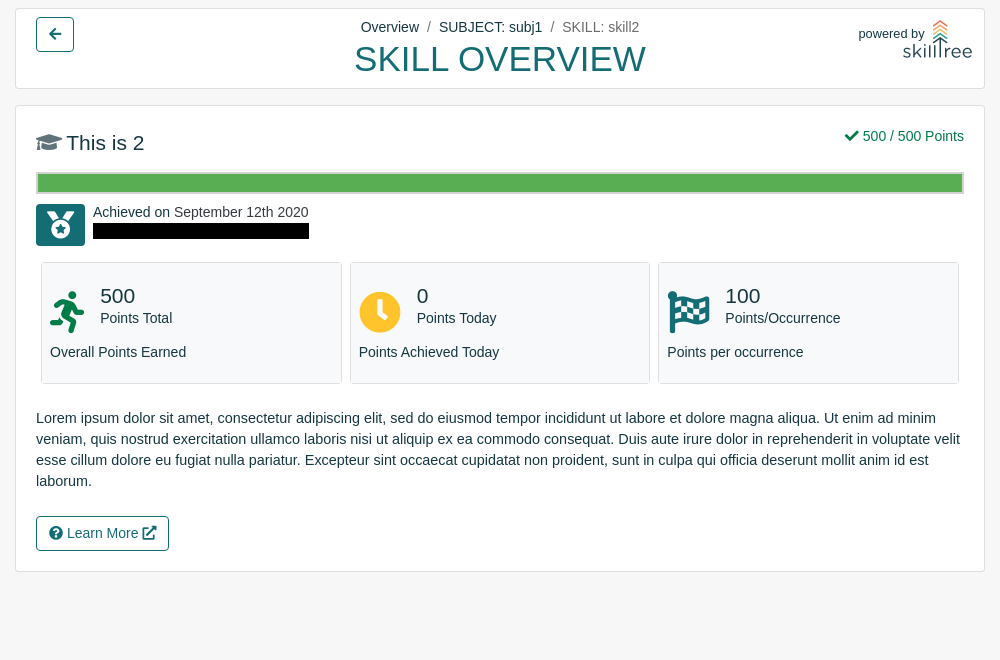 Overview / SUBJECT: subj1 / SKILL: skill2
SKILL OVERVIEW
powered by
skilltree
This is 2
500 / 500 Points
Achieved on September 12th 2020
500
Points Total
Overall Points Earned
0
Points Today
Points Achieved Today
100
Points/Occurrence
Points per occurrence
Lorem ipsum dolor sit amet, consectetur adipiscing elit, sed do eiusmod tempor incididunt ut labore et dolore magna aliqua. Ut enim ad minim
veniam, quis nostrud exercitation ullamco laboris nisi ut aliquip ex ea commodo consequat. Duis aute irure dolor in reprehenderit in voluptate velit
esse cillum dolore eu fugiat nulla pariatur. Excepteur sint occaecat cupidatat non proident, sunt in culpa qui officia deserunt mollit anim id est
laborum.
Learn More